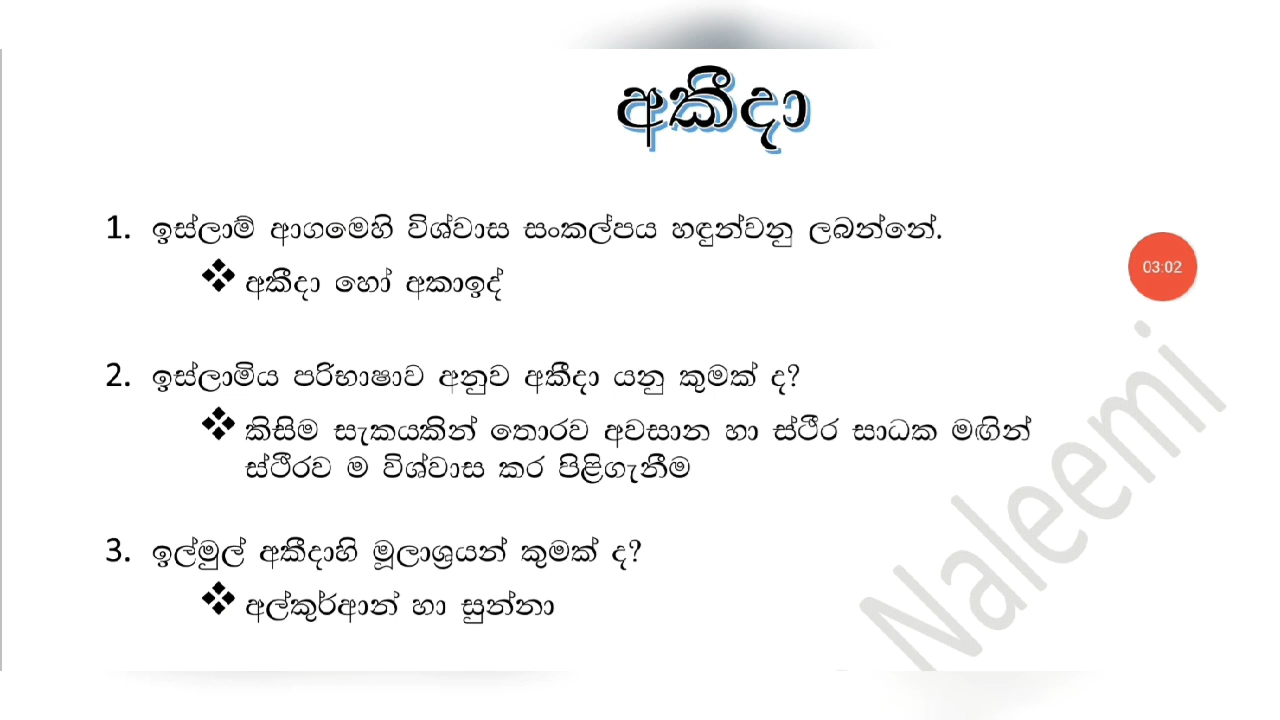 අකීදා
1. ඉස්ලාම් ආගමෙහි විශ්වාස සංකල්පය හඳුන්වනු ලබන්නේ.
❖ අකීදා හෝ අකාඉද්
03:02
2. ඉස්ලාමිය පරිභාෂාව අනුව අකීදා යනු කුමක් ද?
❖ කිසිම සැකයකින් තොරව අවසාන හා ස්ථීර සාධක මඟින්
ස්ථීරව ම විශ්වාස කර පිළිගැනීම
3. ඉල්මුල් අකීදාහි මූලාශ්‍රයන් කුමක් ද?
❖ අල්කුර්ආන් හා සුන්නා
Naleemi